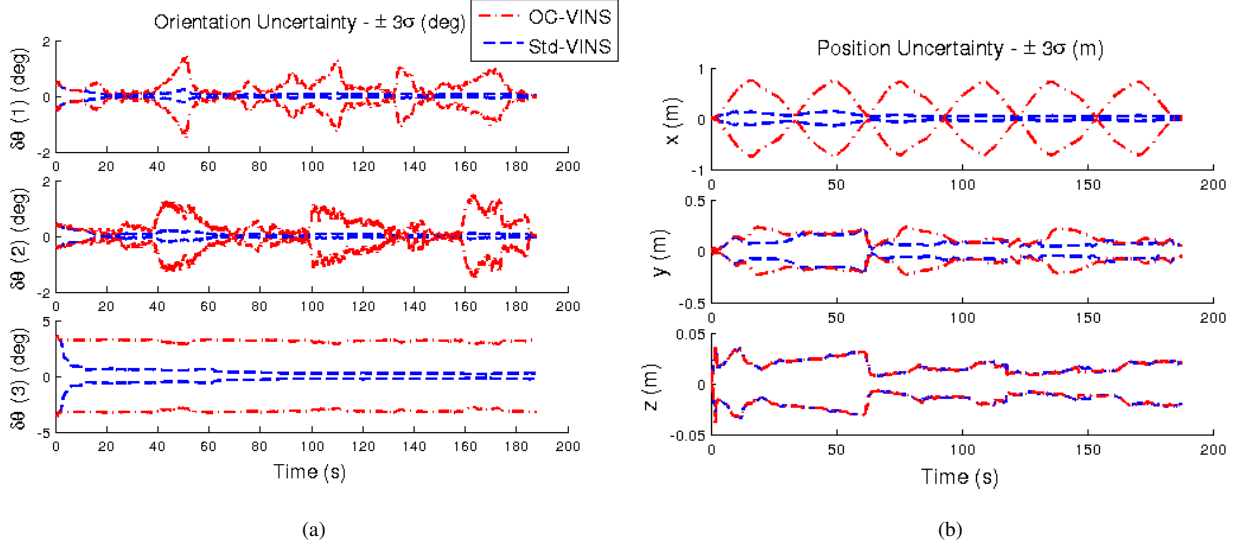 Orientation Uncertainty - ± 3σ (deg)
OC-VINS
Std-VINS
δθ (1) (deg)
2
0
-2
0 20 40 60 80 100 120 140 160 180 200
δθ (2) (deg)
2
0
2
0 20 40 60 80 100 120 140 160 180 200
δθ (3) (deg)
5
0
-5
0 20 40 60 80 100 120 140 160 180 200
Time (s)
(a)
Position Uncertainty - ± 3σ (m)
x (m)
1
0
-1
0 50 100 150 200
y (m)
0.5
0
-0.5
0 50 100 150 200
z (m)
0.05
0
-0.05
0 50 100 150 200
Time (s)
(b)